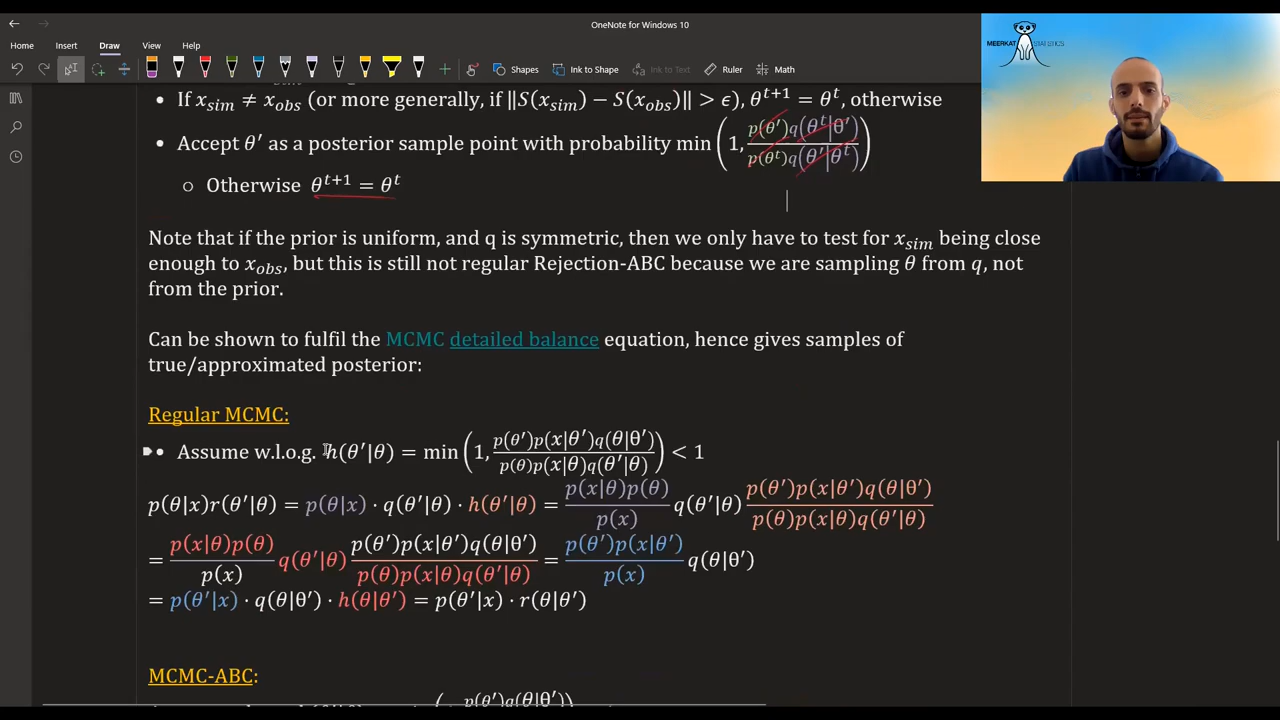 OneNote for Windows 10
MEERKAT STATISTICS
Home Insert Draw View Help
Shapes Ink to Shape Ink to Text Ruler Math
• If x_sim ≠ x_obs (or more generally, if ‖S(x_sim) − S(x_obs)‖ > ϵ), θ^{t+1} = θ^t, otherwise
• Accept θ′ as a posterior sample point with probability min (1, p(θ′)q(θ^t|θ′) / p(θ^t)q(θ′|θ^t))
○ Otherwise θ^{t+1} = θ^t
Note that if the prior is uniform, and q is symmetric, then we only have to test for x_sim being close
enough to x_obs, but this is still not regular Rejection-ABC because we are sampling θ from q, not
from the prior.
Can be shown to fulfil the MCMC detailed balance equation, hence gives samples of
true/approximated posterior:
Regular MCMC:
• Assume w.l.o.g. h(θ′|θ) = min (1, p(θ′)p(x|θ′)q(θ|θ′) / p(θ)p(x|θ)q(θ′|θ)) < 1
p(θ|x)r(θ′|θ) = p(θ|x) · q(θ′|θ) · h(θ′|θ) = p(x|θ)p(θ) / p(x) q(θ′|θ) p(θ′)p(x|θ′)q(θ|θ′) / p(θ)p(x|θ)q(θ′|θ)
= p(x|θ)p(θ) / p(x) q(θ′|θ) p(θ′)p(x|θ′)q(θ|θ′) / p(θ)p(x|θ)q(θ′|θ) = p(θ′)p(x|θ′) / p(x) q(θ|θ′)
= p(θ′|x) · q(θ|θ′) · h(θ|θ′) = p(θ′|x) · r(θ|θ′)
MCMC-ABC:
p(θ′)q(θ|θ′)